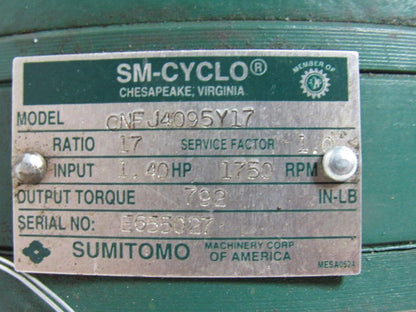 SM-CYCLO®
CHESAPEAKE, VIRGINIA
MEMBER OF
MODEL CNFJ4095Y17
RATIO 17 SERVICE FACTOR 1.0
INPUT 1.40 HP 1750 RPM
OUTPUT TORQUE 792 IN-LB
SERIAL NO: E655027
SUMITOMO MACHINERY CORP
OF AMERICA
MESA0524